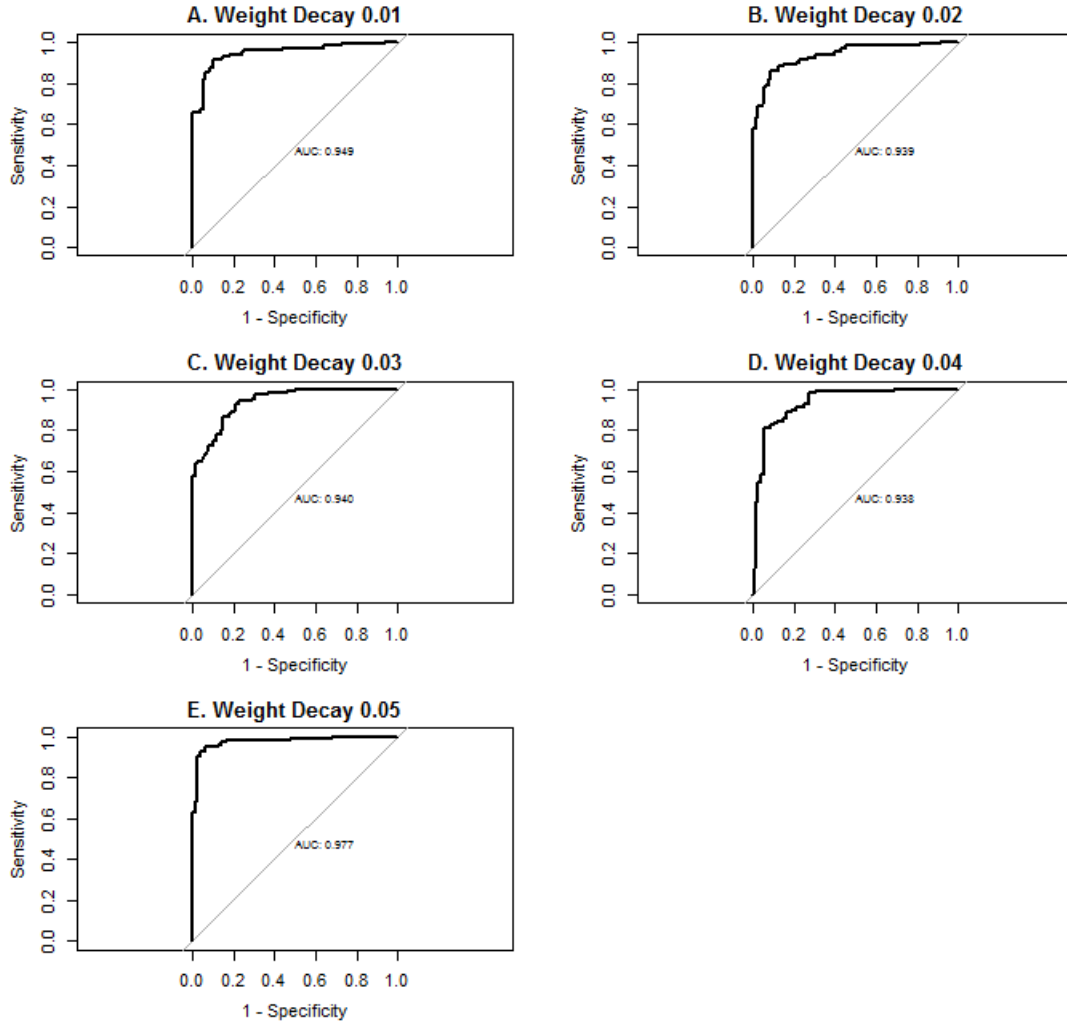 A. Weight Decay 0.01
Sensitivity
0.0 0.2 0.4 0.6 0.8 1.0
AUC: 0.949
0.0 0.2 0.4 0.6 0.8 1.0
1 - Specificity
B. Weight Decay 0.02
Sensitivity
0.0 0.2 0.4 0.6 0.8 1.0
AUC: 0.939
0.0 0.2 0.4 0.6 0.8 1.0
1 - Specificity
C. Weight Decay 0.03
Sensitivity
0.0 0.2 0.4 0.6 0.8 1.0
AUC: 0.940
0.0 0.2 0.4 0.6 0.8 1.0
1 - Specificity
D. Weight Decay 0.04
Sensitivity
0.0 0.2 0.4 0.6 0.8 1.0
AUC: 0.938
0.0 0.2 0.4 0.6 0.8 1.0
1 - Specificity
E. Weight Decay 0.05
Sensitivity
0.0 0.2 0.4 0.6 0.8 1.0
AUC: 0.977
0.0 0.2 0.4 0.6 0.8 1.0
1 - Specificity